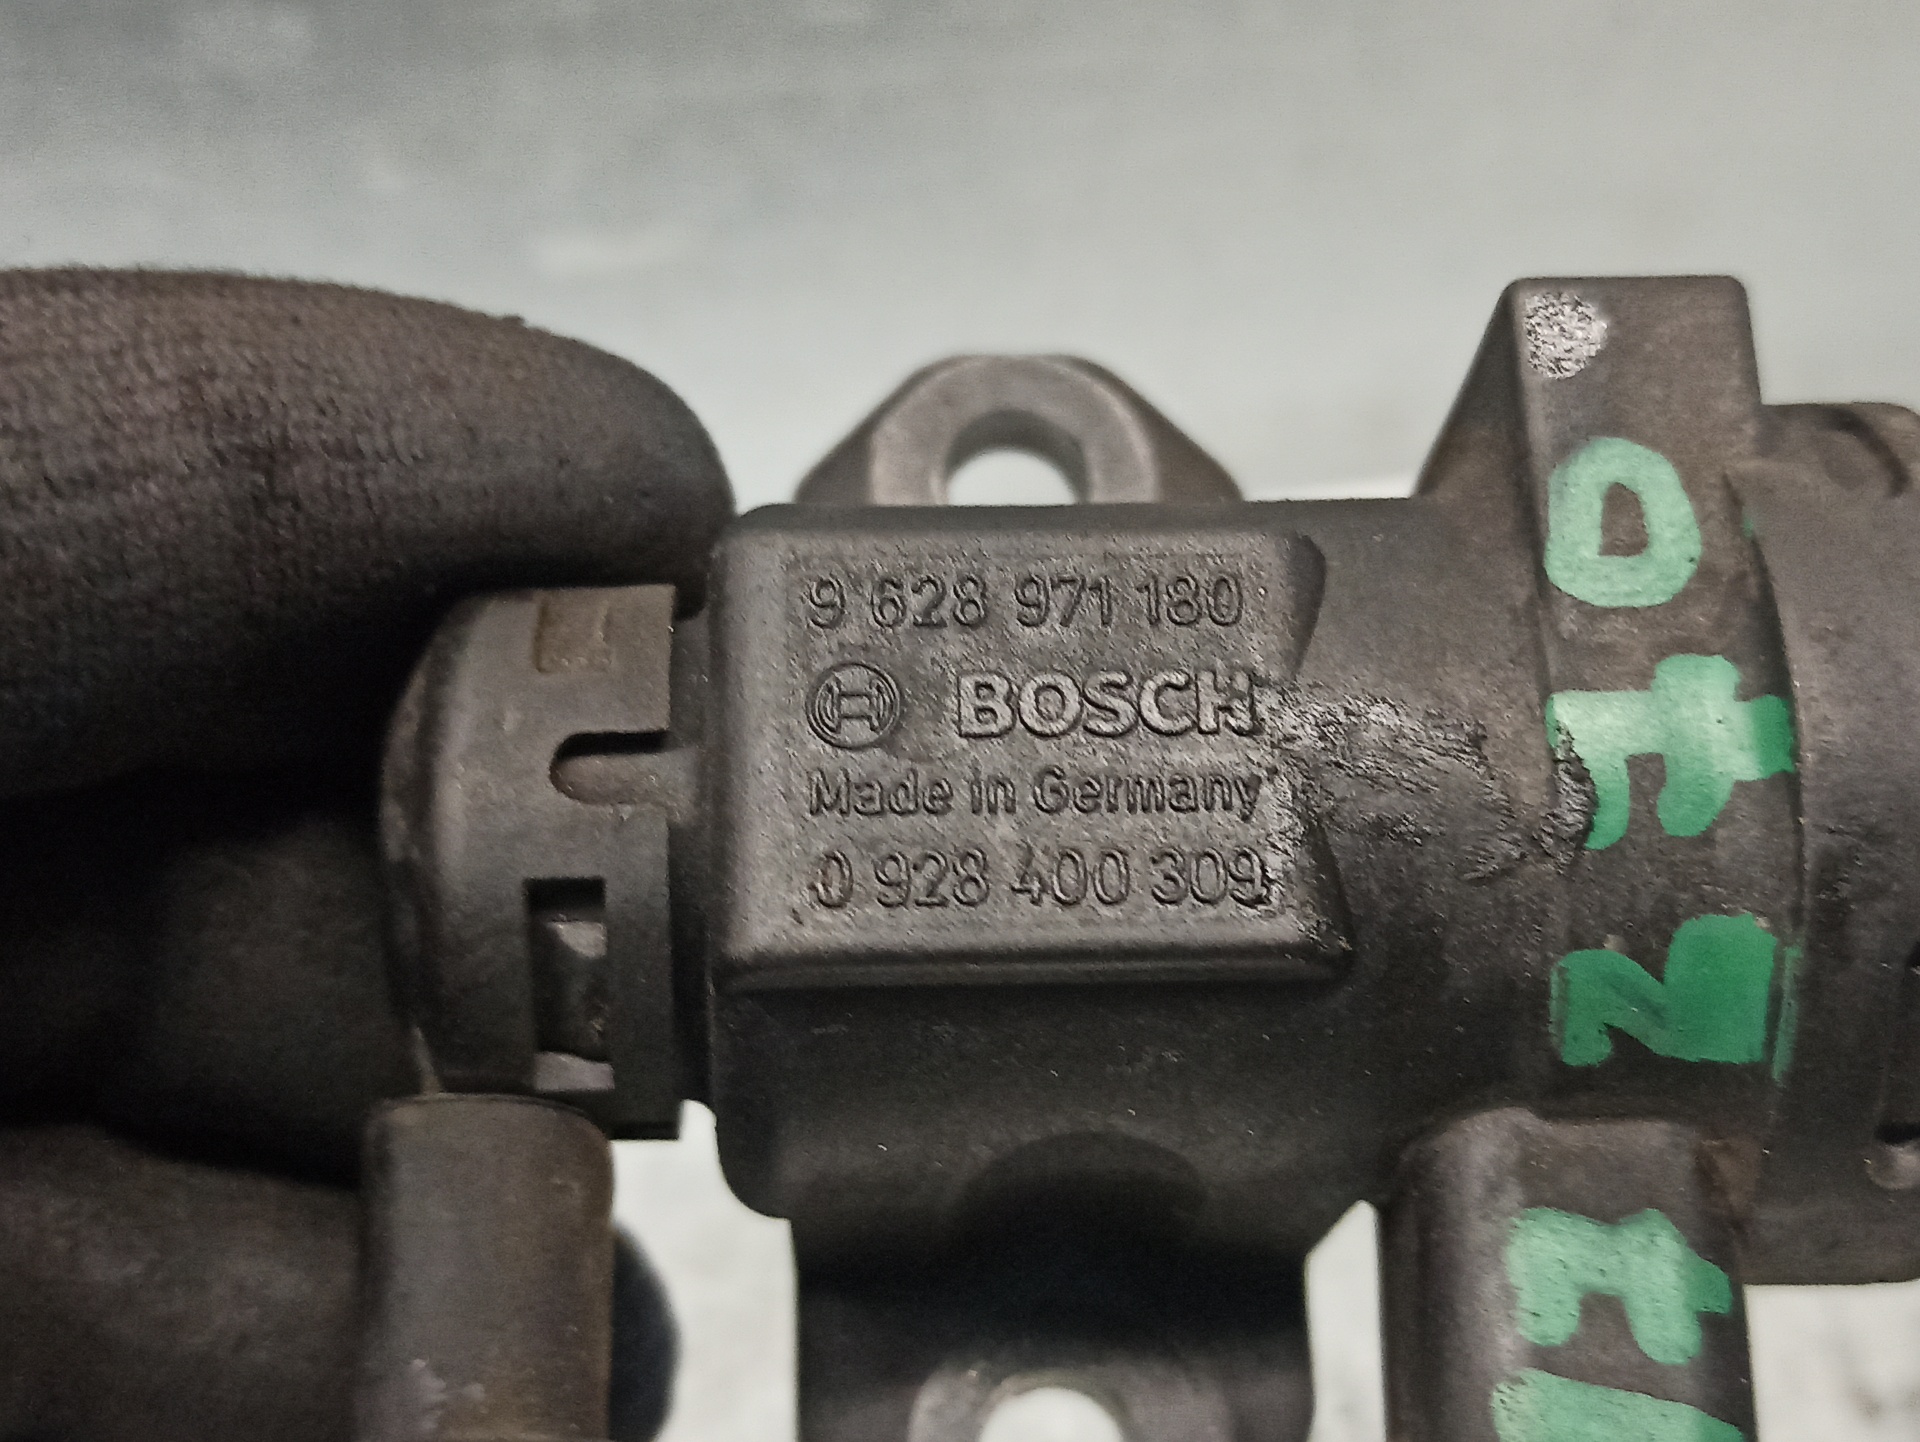 9 628 971 180
BOSCH
Made in Germany
0 928 400 309